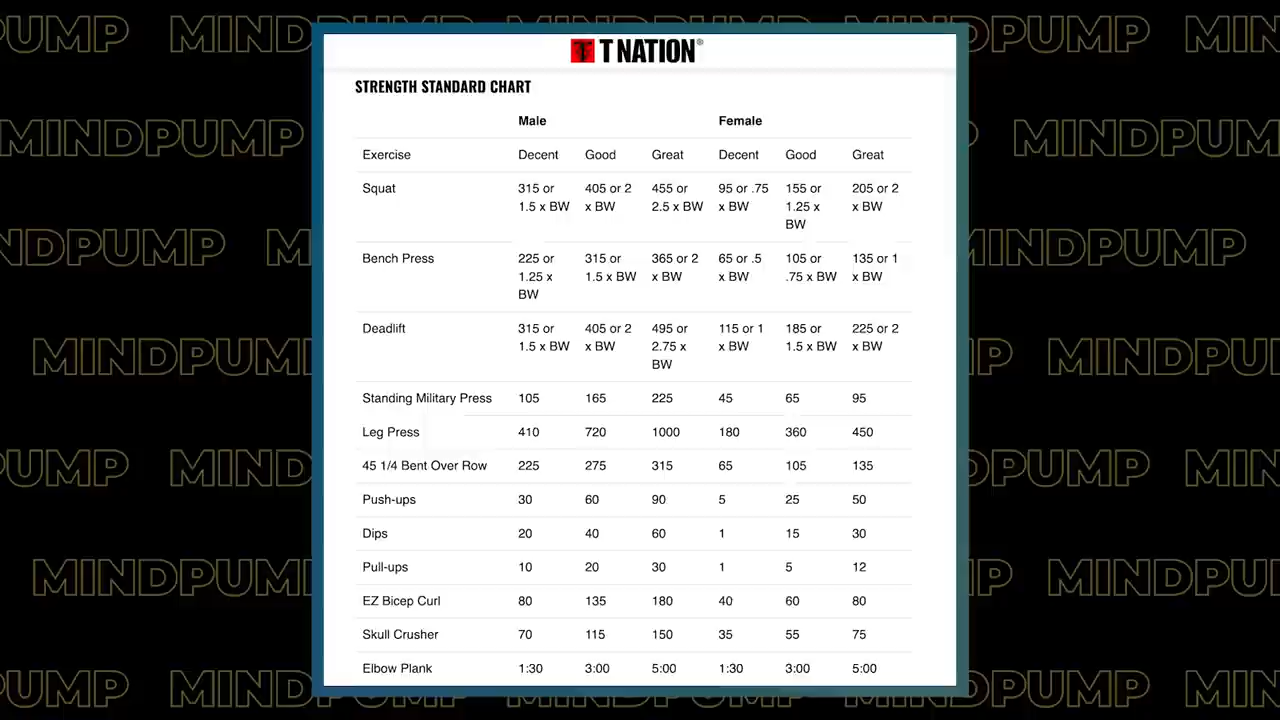 MINDPUMP
T NATION®
STRENGTH STANDARD CHART
Male Female
Exercise Decent Good Great Decent Good Great
Squat 315 or 1.5 x BW 405 or 2 x BW 455 or 2.5 x BW 95 or .75 x BW 155 or 1.25 x BW 205 or 2 x BW
Bench Press 225 or 1.25 x BW 315 or 1.5 x BW 365 or 2 x BW 65 or .5 x BW 105 or .75 x BW 135 or 1 x BW
Deadlift 315 or 1.5 x BW 405 or 2 x BW 495 or 2.75 x BW 115 or 1 x BW 185 or 1.5 x BW 225 or 2 x BW
Standing Military Press 105 165 225 45 65 95
Leg Press 410 720 1000 180 360 450
45 1/4 Bent Over Row 225 275 315 65 105 135
Push-ups 30 60 90 5 25 50
Dips 20 40 60 1 15 30
Pull-ups 10 20 30 1 5 12
EZ Bicep Curl 80 135 180 40 60 80
Skull Crusher 70 115 150 35 55 75
Elbow Plank 1:30 3:00 5:00 1:30 3:00 5:00